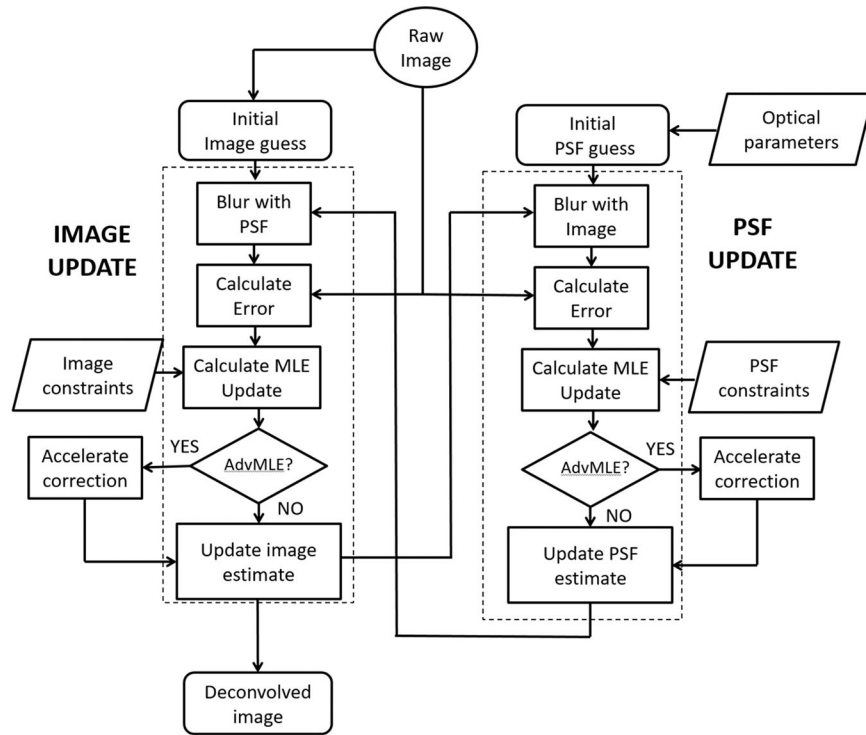 Raw
Image
Initial
Image guess
Initial
PSF guess
Optical
parameters
IMAGE
UPDATE
Blur with
PSF
Blur with
Image
PSF
UPDATE
Calculate
Error
Calculate
Error
Image
constraints
Calculate MLE
Update
Calculate MLE
Update
PSF
constraints
YES
AdvMLE?
NO
Accelerate
correction
AdvMLE?
YES
NO
Accelerate
correction
Update image
estimate
Update PSF
estimate
Deconvolved
image